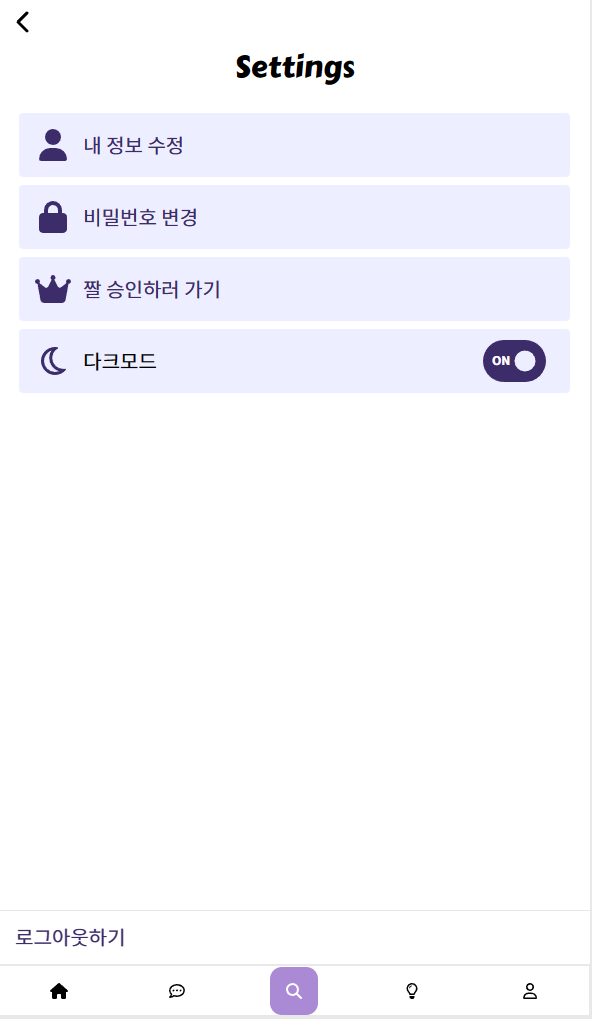 Settings
내 정보 수정
비밀번호 변경
짤 승인하러 가기
다크모드
ON
로그아웃하기